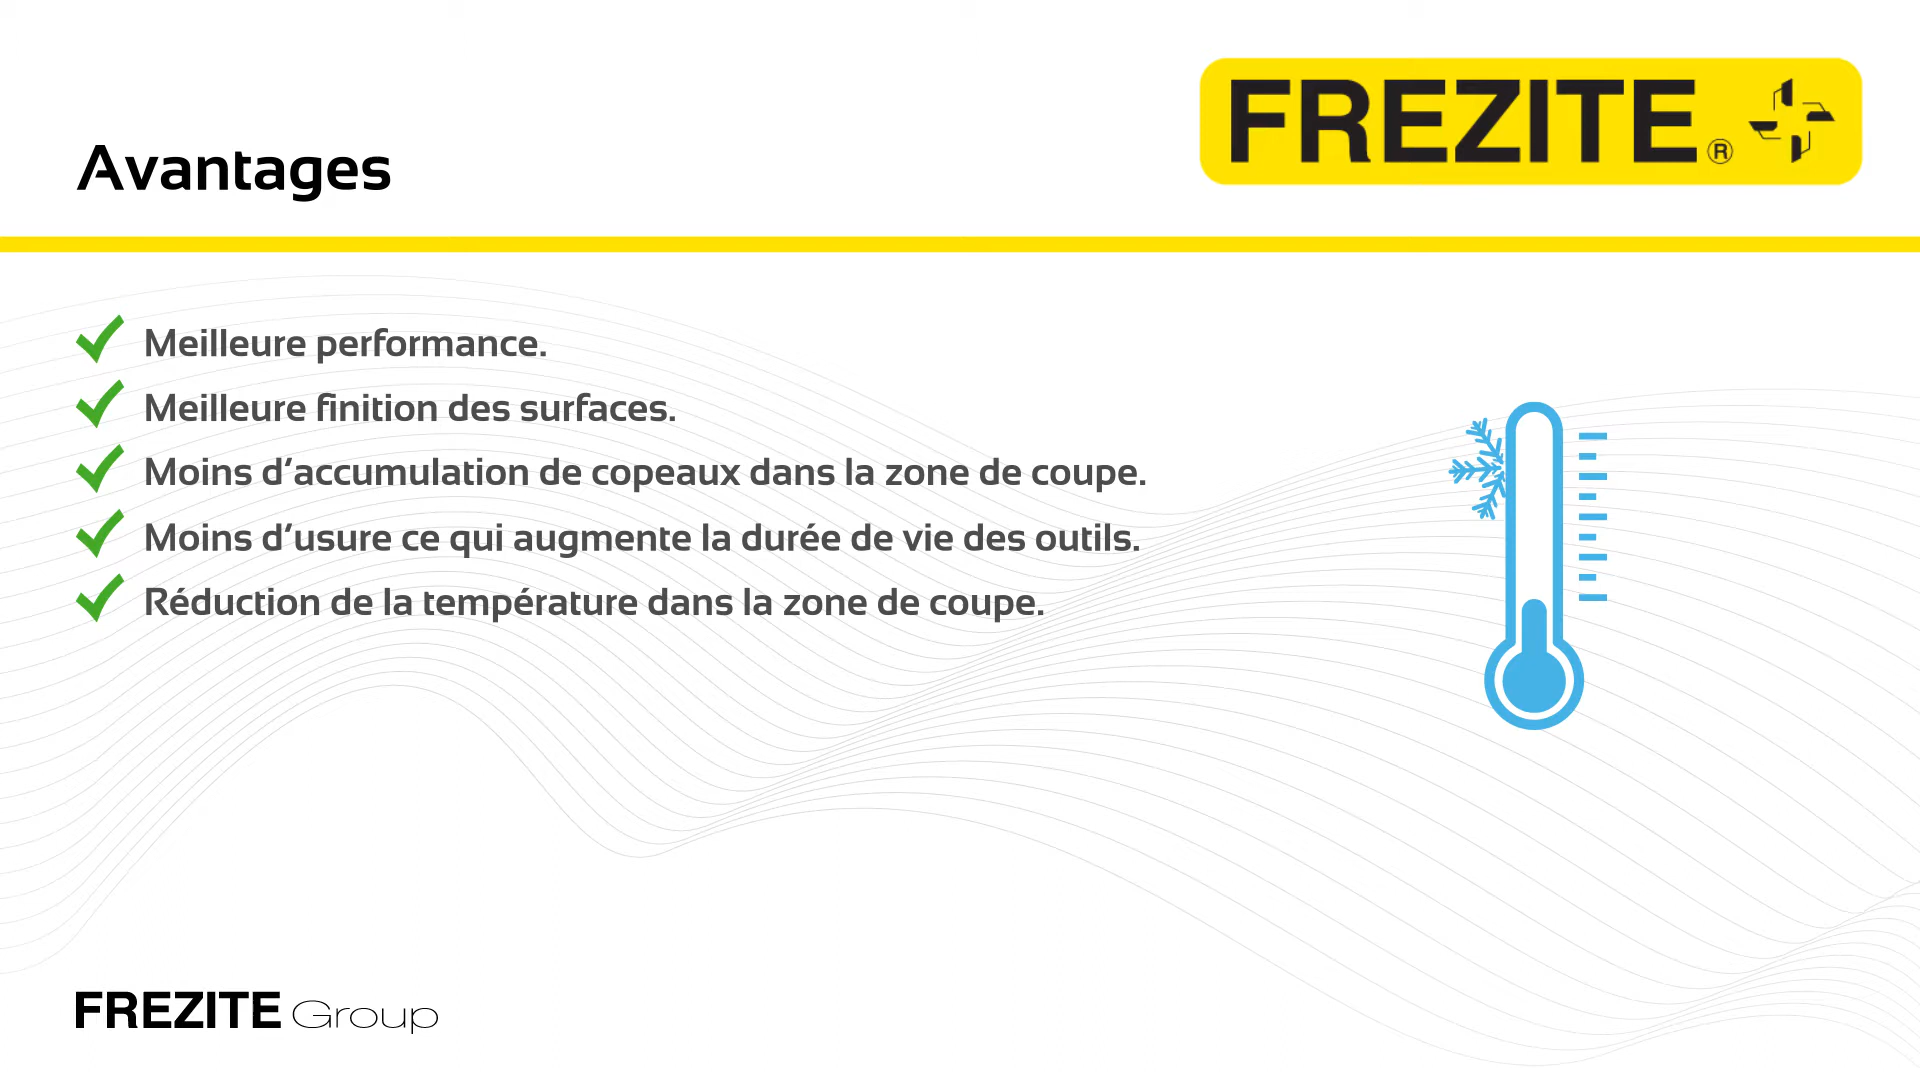 FREZITE®
Avantages
Meilleure performance.
Meilleure finition des surfaces.
Moins d’accumulation de copeaux dans la zone de coupe.
Moins d’usure ce qui augmente la durée de vie des outils.
Réduction de la température dans la zone de coupe.
FREZITE Group